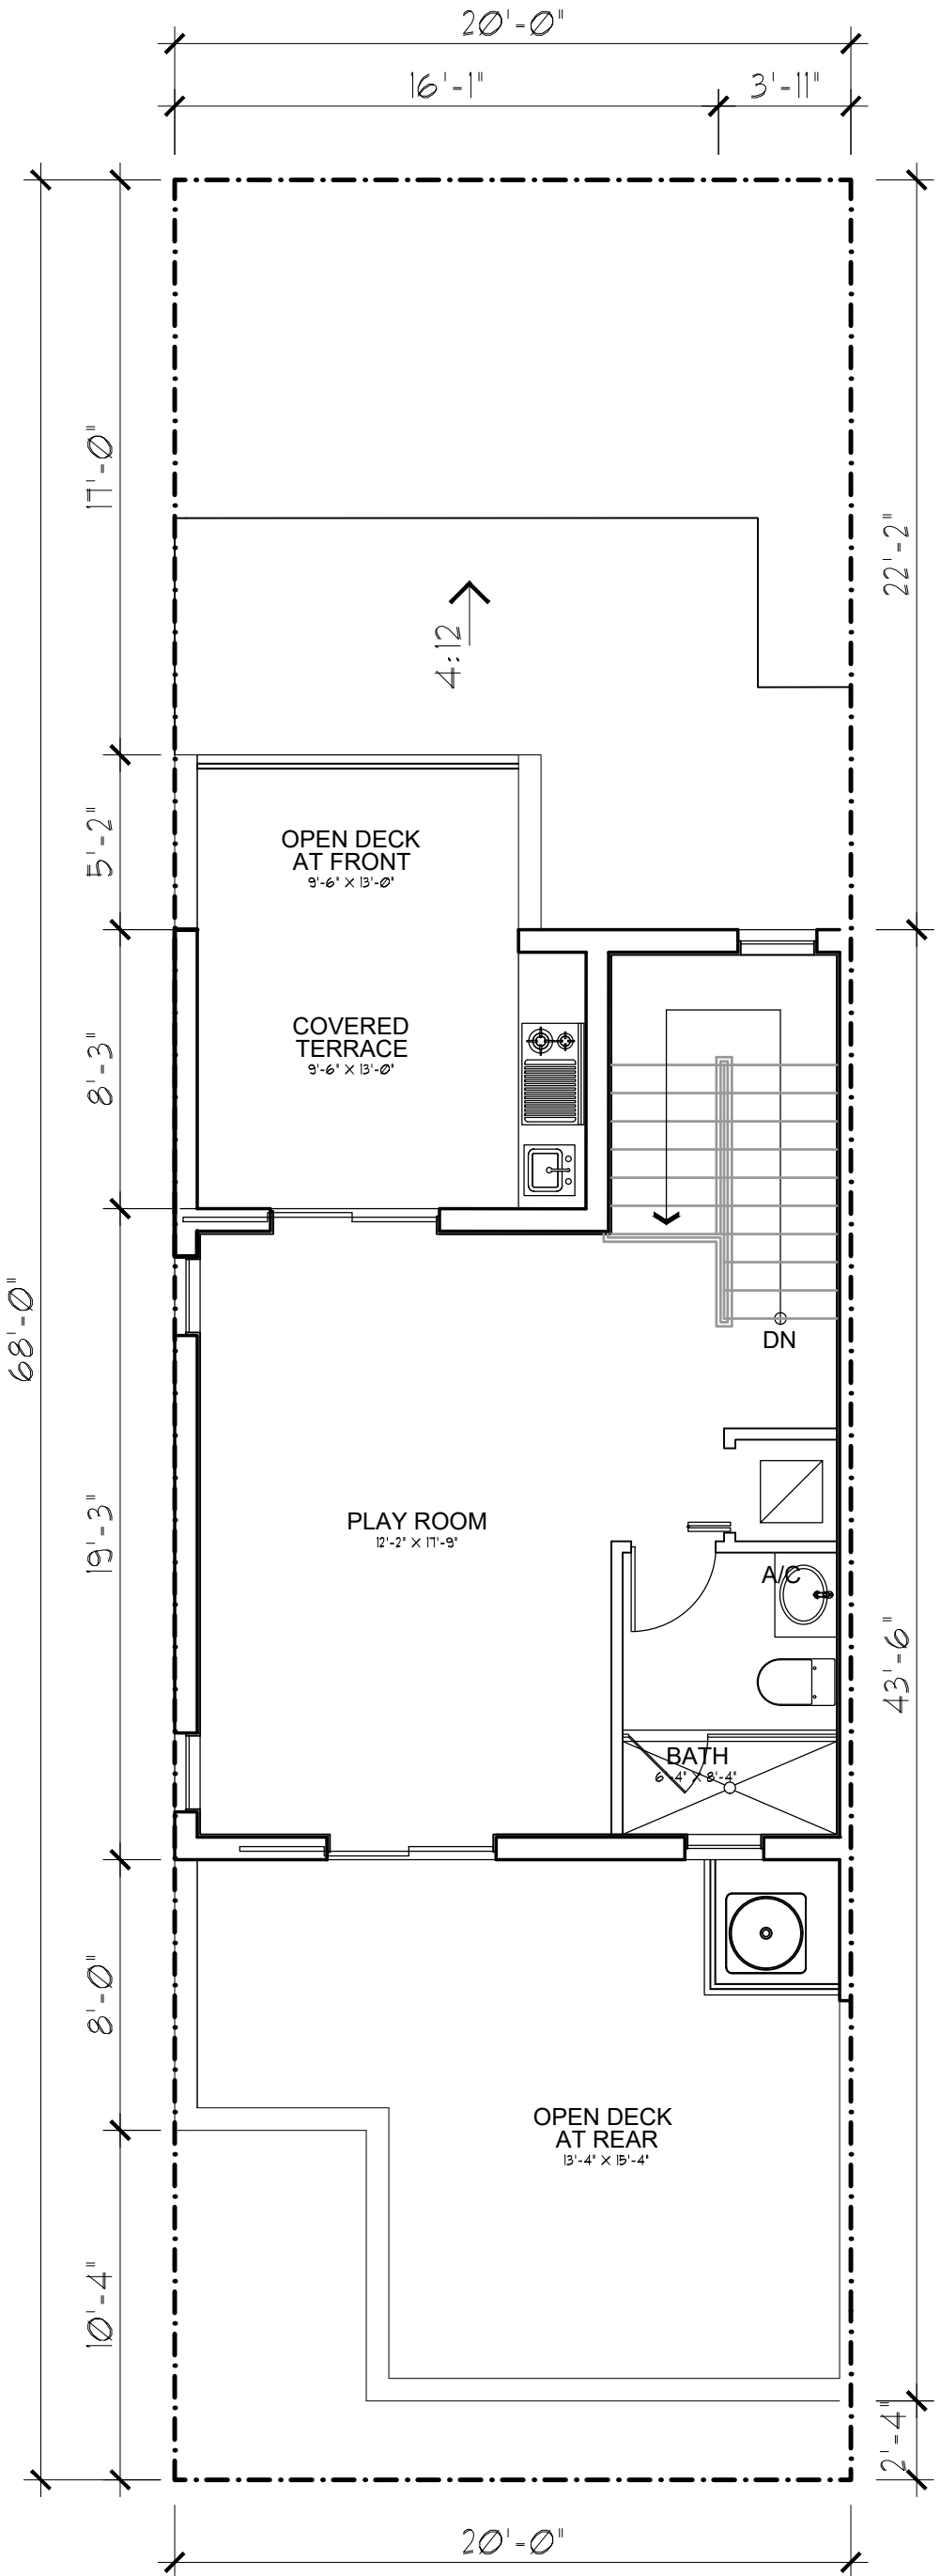 20'-0"
16'-1"
3'-11"
17'-0"
22'-2"
4:12
5'-2"
OPEN DECK
AT FRONT
9'-6" X 13'-0"
8'-3"
COVERED
TERRACE
9'-6" X 13'-0"
68'-0"
DN
19'-3"
PLAY ROOM
12'-2" X 17'-9"
A/C
43'-6"
BATH
6'-4" X 8'-4"
8'-0"
OPEN DECK
AT REAR
13'-4" X 15'-4"
10'-4"
2'-4"
20'-0"